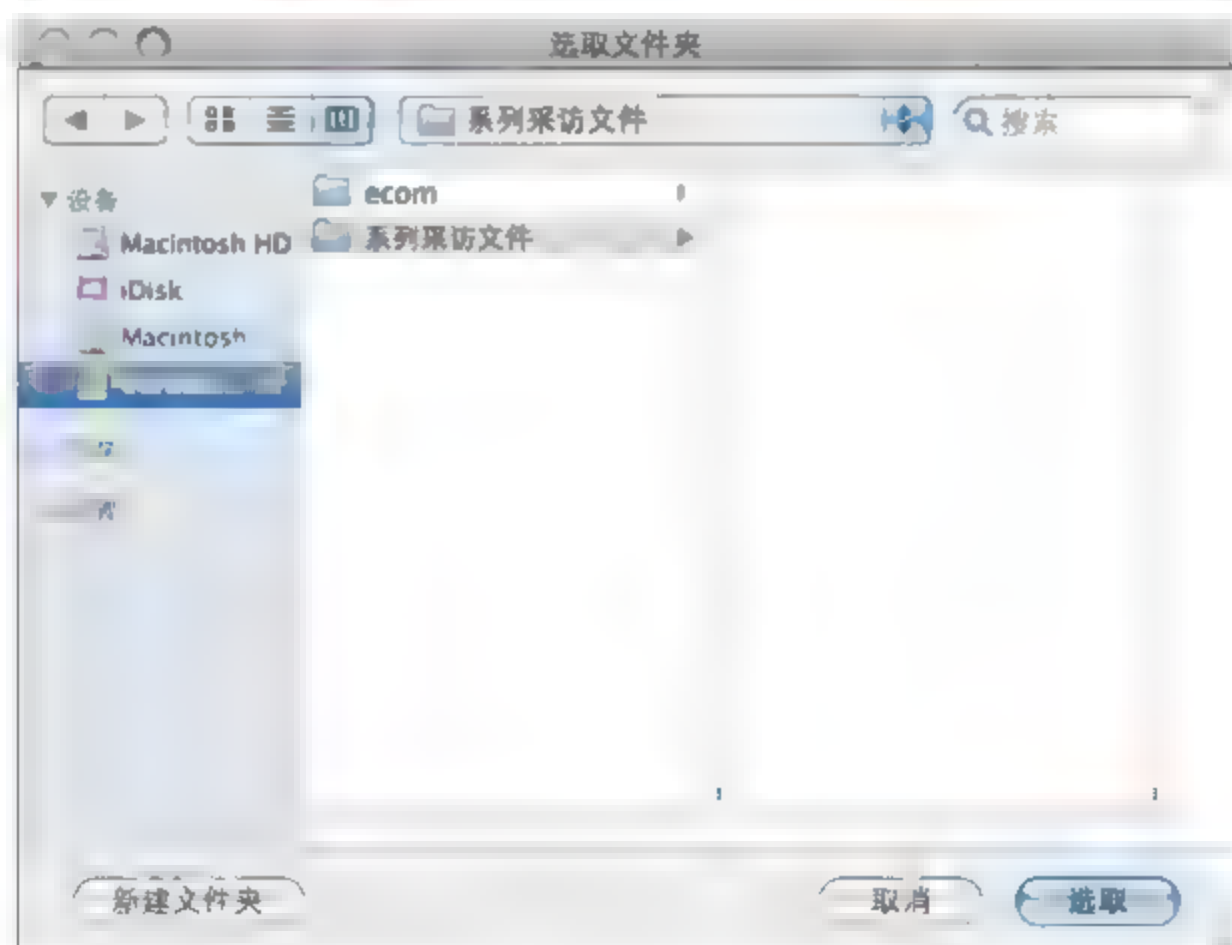 选取文件夹
系列采访文件
搜索
设备
Macintosh HD
iDisk
Macintosh
ecom
系列采访文件
新建文件夹
取消
选取